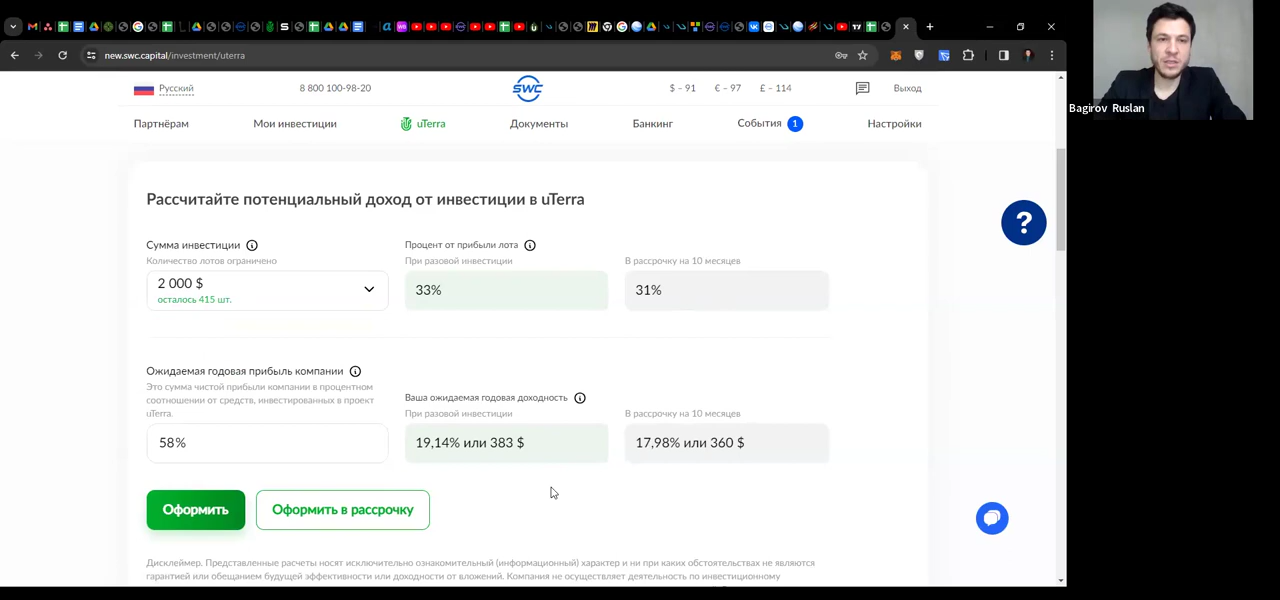 new.swc.capital/investment/uterra
Русский
8 800 100-98-20
SWC
$ – 91 € – 97 £ – 114
Выход
Партнёрам Мои инвестиции uTerra Документы Банкинг События 1 Настройки
Рассчитайте потенциальный доход от инвестиции в uTerra
Сумма инвестиции
Количество лотов ограничено
2 000 $
осталось 415 шт.
Процент от прибыли лота
При разовой инвестиции
33%
В рассрочку на 10 месяцев
31%
Ожидаемая годовая прибыль компании
Это сумма чистой прибыли компании в процентном
соотношении от средств, инвестированных в проект
uTerra.
58%
Ваша ожидаемая годовая доходность
При разовой инвестиции
19,14% или 383 $
В рассрочку на 10 месяцев
17,98% или 360 $
Оформить
Оформить в рассрочку
Дисклеймер. Представленные расчеты носят исключительно ознакомительный (информационный) характер и ни при каких обстоятельствах не являются
гарантией или обещанием будущей эффективности или доходности от вложений. Компания не осуществляет деятельность по инвестиционному
?
Bagirov Ruslan